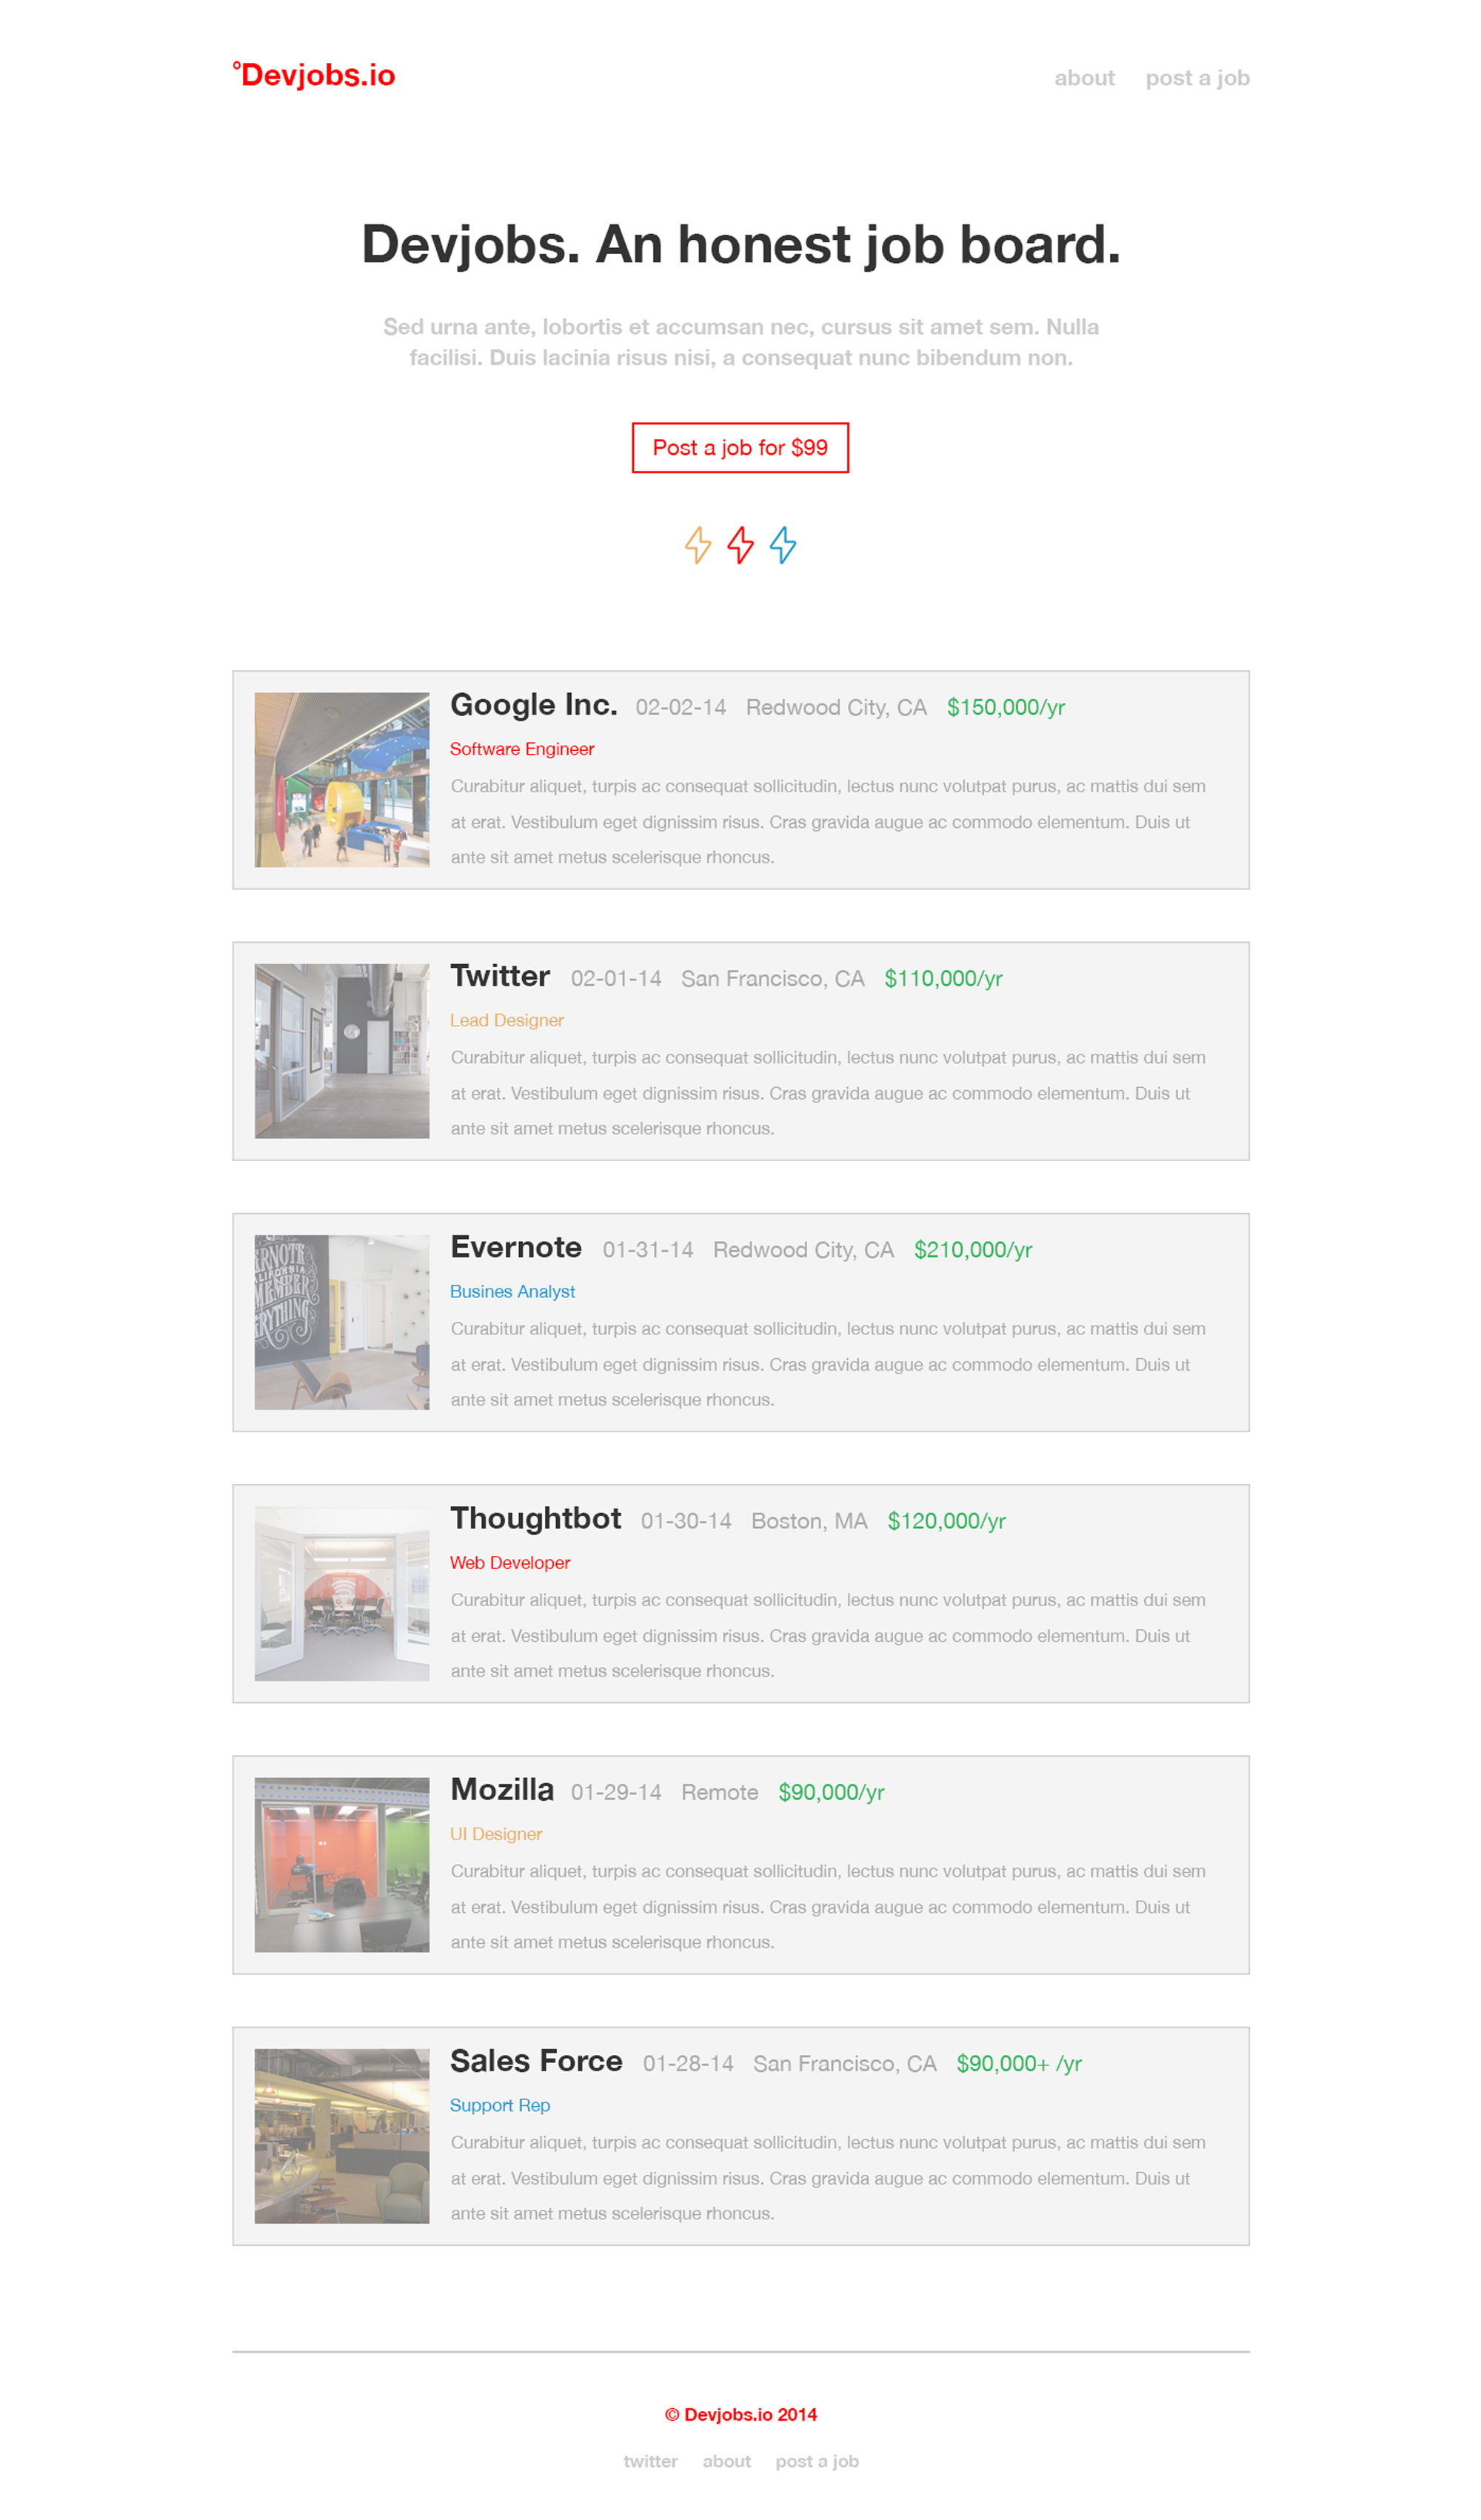 °Devjobs.io
about post a job
Devjobs. An honest job board.
Sed urna ante, lobortis et accumsan nec, cursus sit amet sem. Nulla
facilisi. Duis lacinia risus nisi, a consequat nunc bibendum non.
Post a job for $99
Google Inc. 02-02-14 Redwood City, CA $150,000/yr
Software Engineer
Curabitur aliquet, turpis ac consequat sollicitudin, lectus nunc volutpat purus, ac mattis dui sem
at erat. Vestibulum eget dignissim risus. Cras gravida augue ac commodo elementum. Duis ut
ante sit amet metus scelerisque rhoncus.
Twitter 02-01-14 San Francisco, CA $110,000/yr
Lead Designer
Curabitur aliquet, turpis ac consequat sollicitudin, lectus nunc volutpat purus, ac mattis dui sem
at erat. Vestibulum eget dignissim risus. Cras gravida augue ac commodo elementum. Duis ut
ante sit amet metus scelerisque rhoncus.
ERNOTE
ALIFORNIA
MEMBER
ERYTHING
Evernote 01-31-14 Redwood City, CA $210,000/yr
Busines Analyst
Curabitur aliquet, turpis ac consequat sollicitudin, lectus nunc volutpat purus, ac mattis dui sem
at erat. Vestibulum eget dignissim risus. Cras gravida augue ac commodo elementum. Duis ut
ante sit amet metus scelerisque rhoncus.
Thoughtbot 01-30-14 Boston, MA $120,000/yr
Web Developer
Curabitur aliquet, turpis ac consequat sollicitudin, lectus nunc volutpat purus, ac mattis dui sem
at erat. Vestibulum eget dignissim risus. Cras gravida augue ac commodo elementum. Duis ut
ante sit amet metus scelerisque rhoncus.
Mozilla 01-29-14 Remote $90,000/yr
UI Designer
Curabitur aliquet, turpis ac consequat sollicitudin, lectus nunc volutpat purus, ac mattis dui sem
at erat. Vestibulum eget dignissim risus. Cras gravida augue ac commodo elementum. Duis ut
ante sit amet metus scelerisque rhoncus.
Sales Force 01-28-14 San Francisco, CA $90,000+ /yr
Support Rep
Curabitur aliquet, turpis ac consequat sollicitudin, lectus nunc volutpat purus, ac mattis dui sem
at erat. Vestibulum eget dignissim risus. Cras gravida augue ac commodo elementum. Duis ut
ante sit amet metus scelerisque rhoncus.
© Devjobs.io 2014
twitter about post a job